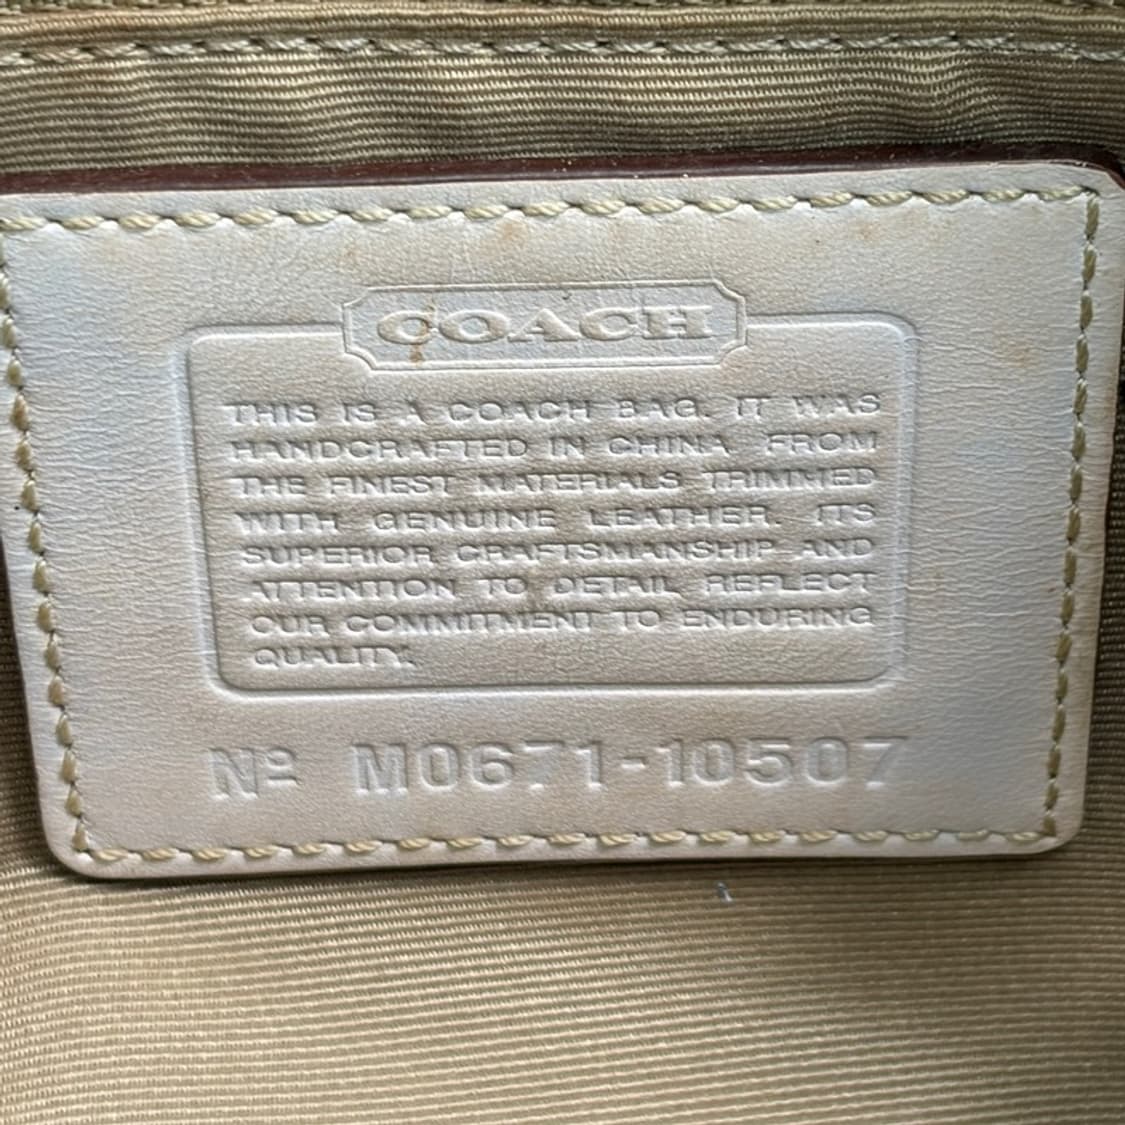 COACH
THIS IS A COACH BAG. IT WAS
HANDCRAFTED IN CHINA FROM
THE FINEST MATERIALS TRIMMED
WITH GENUINE LEATHER. ITS
SUPERIOR CRAFTSMANSHIP AND
ATTENTION TO DETAIL REFLECT
OUR COMMITMENT TO ENDURING
QUALITY.
Nº M0671-10507